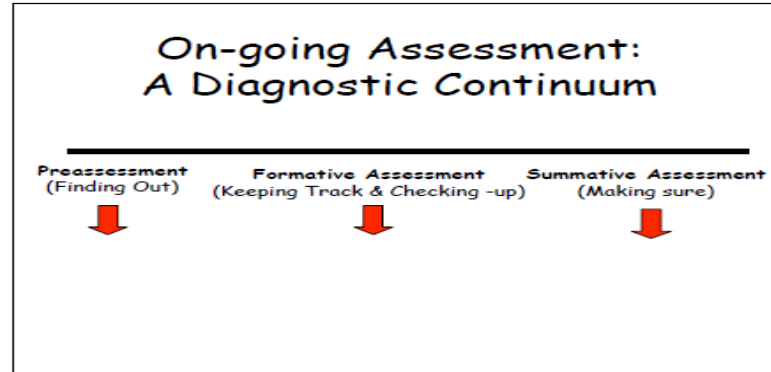 On-going Assessment:
A Diagnostic Continuum
Preassessment
(Finding Out)
Formative Assessment
(Keeping Track & Checking -up)
Summative Assessment
(Making sure)